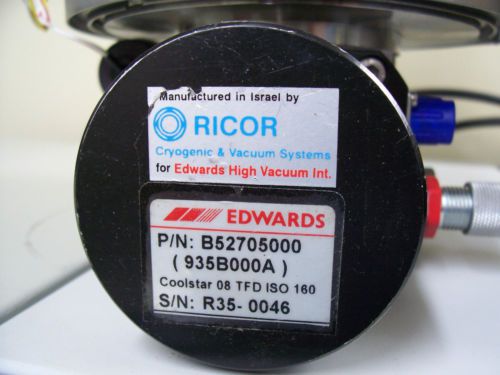 Manufactured in Israel by
RICOR
Cryogenic & Vacuum Systems
for Edwards High Vacuum Int.
EDWARDS
P/N: B52705000
( 935B000A )
Coolstar 08 TFD ISO 160
S/N: R35- 0046